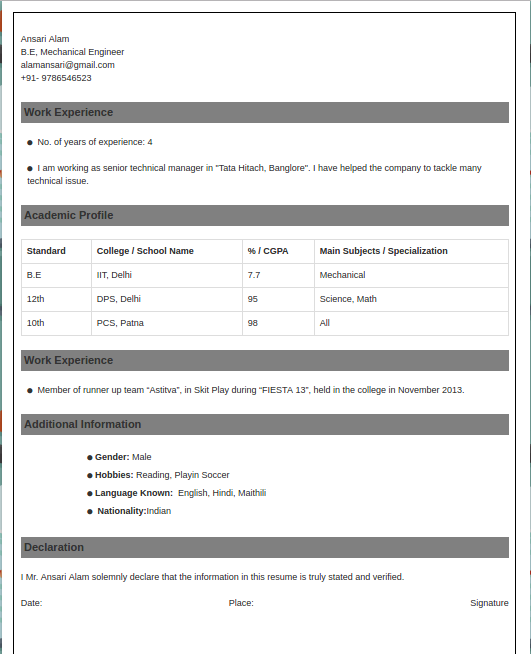 Ansari Alam
B.E, Mechanical Engineer
alamansari@gmail.com
+91- 9786546523
Work Experience
● No. of years of experience: 4
● I am working as senior technical manager in "Tata Hitach, Banglore". I have helped the company to tackle many
technical issue.
Academic Profile
Standard College / School Name % / CGPA Main Subjects / Specialization
B.E IIT, Delhi 7.7 Mechanical
12th DPS, Delhi 95 Science, Math
10th PCS, Patna 98 All
Work Experience
● Member of runner up team “Astitva”, in Skit Play during “FIESTA 13”, held in the college in November 2013.
Additional Information
● Gender: Male
● Hobbies: Reading, Playin Soccer
● Language Known: English, Hindi, Maithili
● Nationality:Indian
Declaration
I Mr. Ansari Alam solemnly declare that the information in this resume is truly stated and verified.
Date: Place: Signature